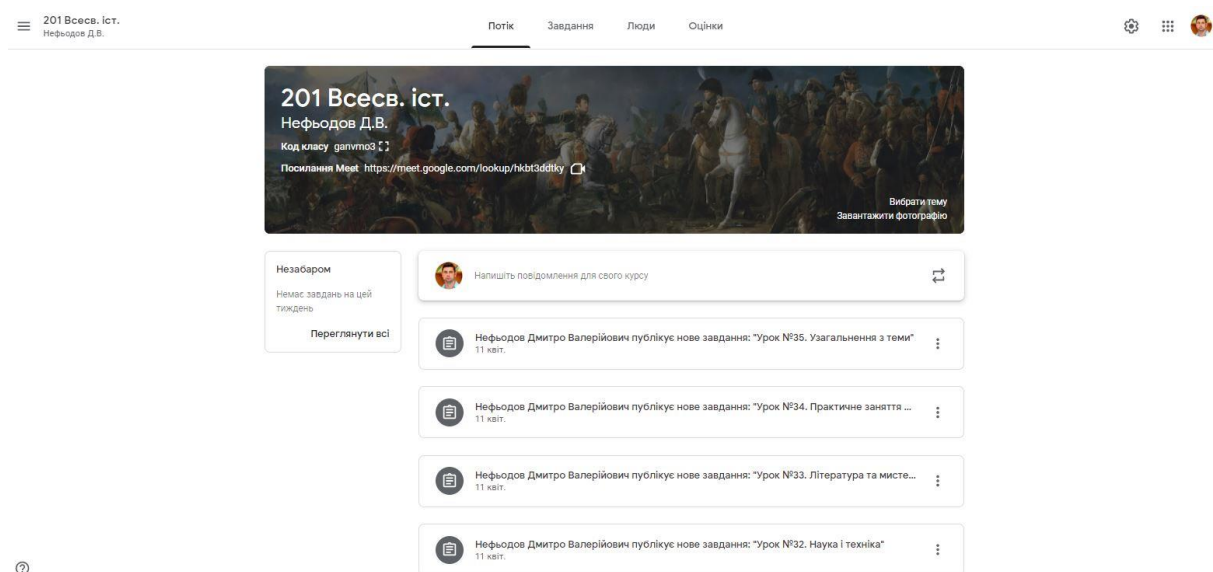 201 Всесв. іст.
Нефьодов Д.В.
Потік Завдання Люди Оцінки
201 Всесв. іст.
Нефьодов Д.В.
Код класу ganvmo3
Посилання Meet https://meet.google.com/lookup/hkbt3ddtky
Вибрати тему
Завантажити фотографію
Незабаром
Немає завдань на цей
тиждень
Переглянути всі
Напишіть повідомлення для свого курсу
Нефьодов Дмитро Валерійович публікує нове завдання: "Урок №35. Узагальнення з теми"
11 квіт.
Нефьодов Дмитро Валерійович публікує нове завдання: "Урок №34. Практичне заняття ...
11 квіт.
Нефьодов Дмитро Валерійович публікує нове завдання: "Урок №33. Література та мисте...
11 квіт.
Нефьодов Дмитро Валерійович публікує нове завдання: "Урок №32. Наука і техніка"
11 квіт.